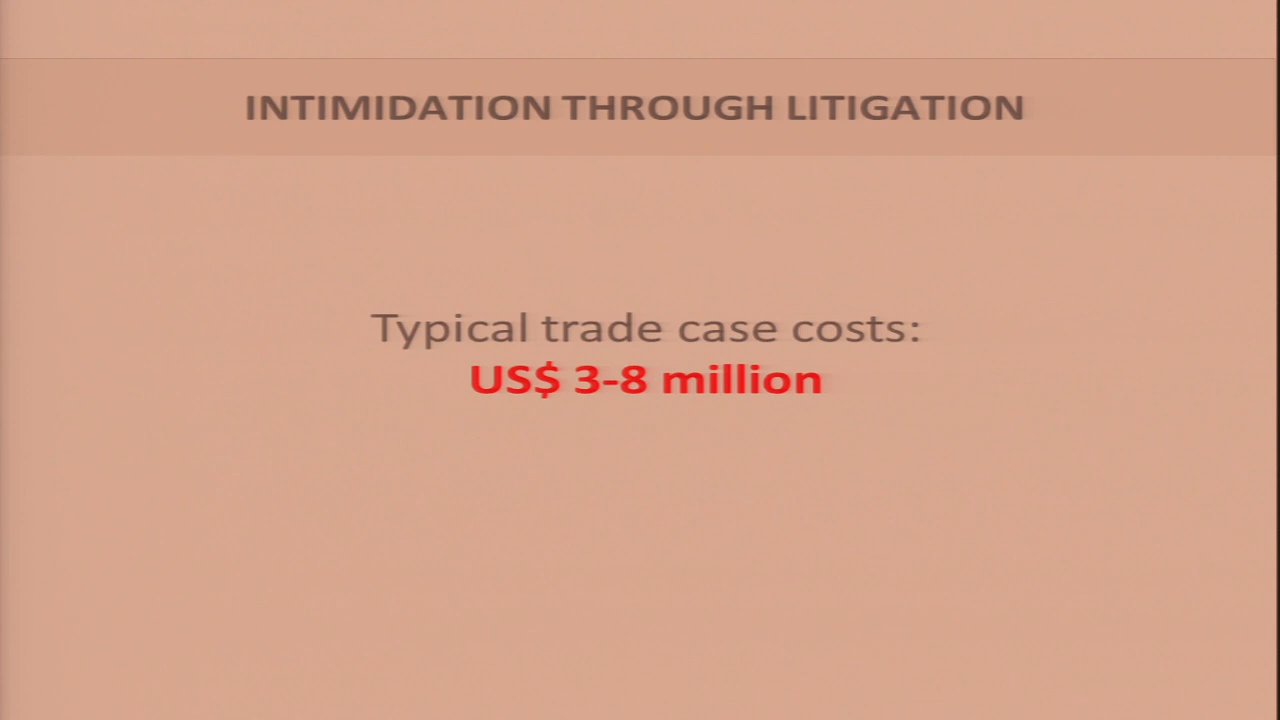 INTIMIDATION THROUGH LITIGATION
Typical trade case costs:
US$ 3-8 million